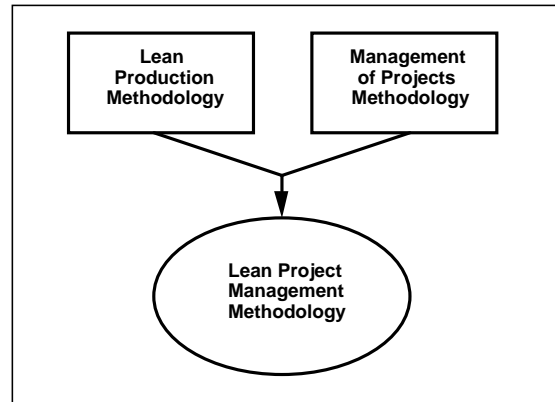 Lean
Production
Methodology
Management
of Projects
Methodology
Lean Project
Management
Methodology